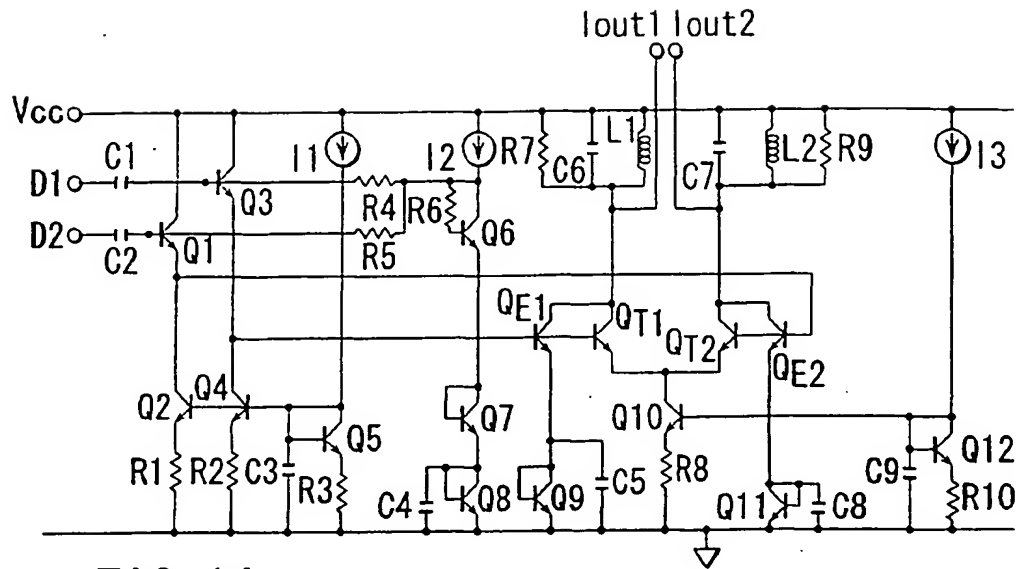 Iout1 Iout2
Vcc
C1
I1
I2
R7
C6
L1
C7
L2
R9
I3
D1
Q3
R4
R6
D2
C2
Q1
R5
Q6
QE1
QT1
QT2
QE2
Q2
Q4
Q5
Q7
Q10
Q12
R1
R2
C3
R3
C4
Q8
Q9
C5
R8
Q11
C8
C9
R10